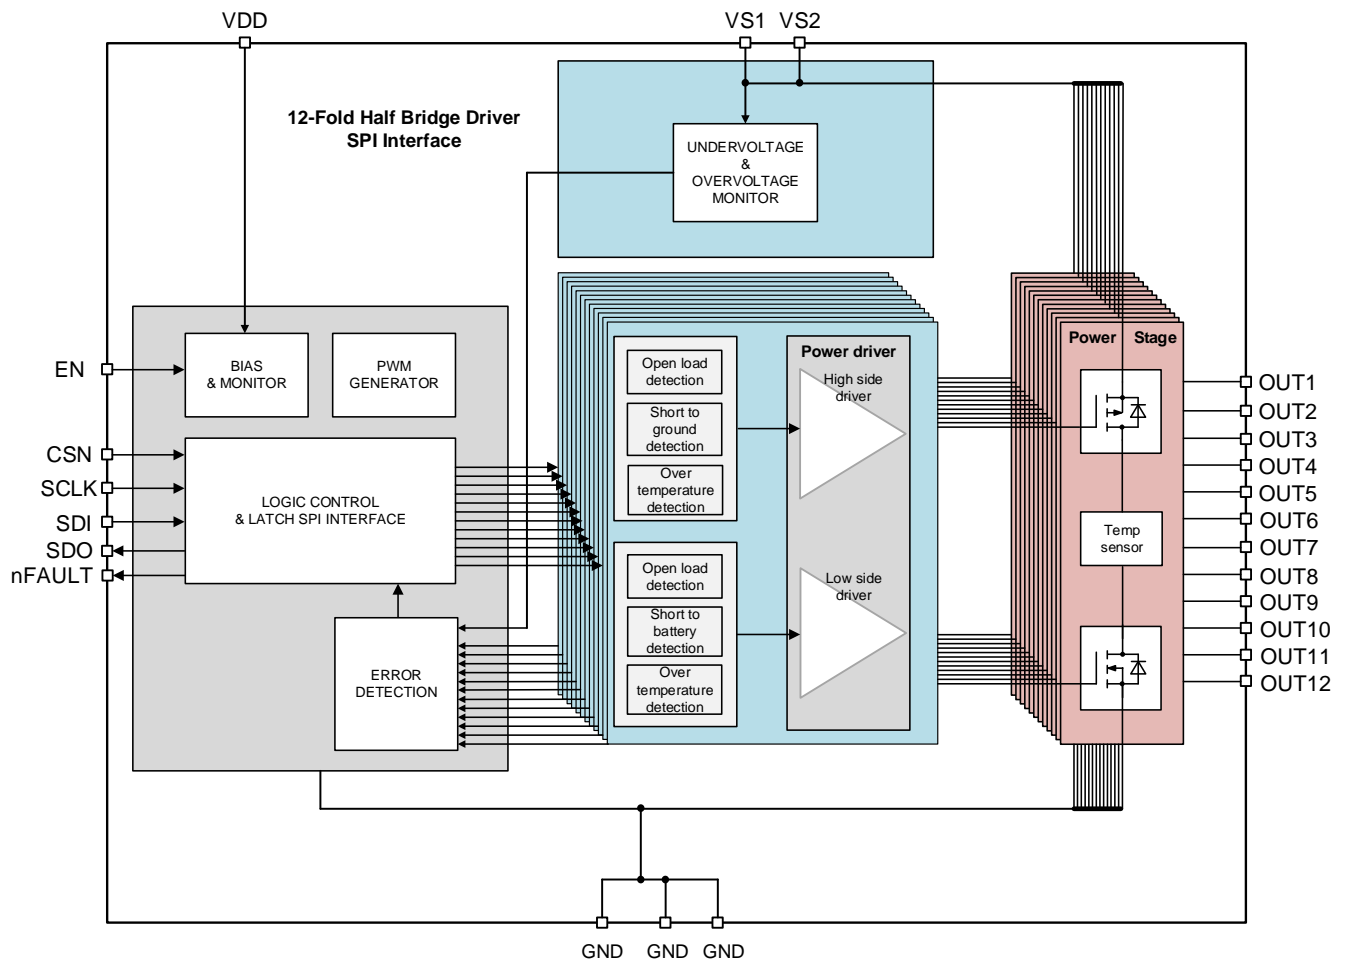 VDD
VS1
VS2
12-Fold Half Bridge Driver
SPI Interface
UNDERVOLTAGE
&
OVERVOLTAGE
MONITOR
EN
CSN
SCLK
SDI
SDO
nFAULT
BIAS
& MONITOR
PWM
GENERATOR
LOGIC CONTROL
& LATCH SPI INTERFACE
ERROR
DETECTION
Open load
detection
Short to
ground
detection
Over
temperature
detection
Open load
detection
Short to
battery
detection
Over
temperature
detection
Power driver
High side
driver
Low side
driver
Power Stage
Temp
sensor
OUT1
OUT2
OUT3
OUT4
OUT5
OUT6
OUT7
OUT8
OUT9
OUT10
OUT11
OUT12
GND
GND
GND